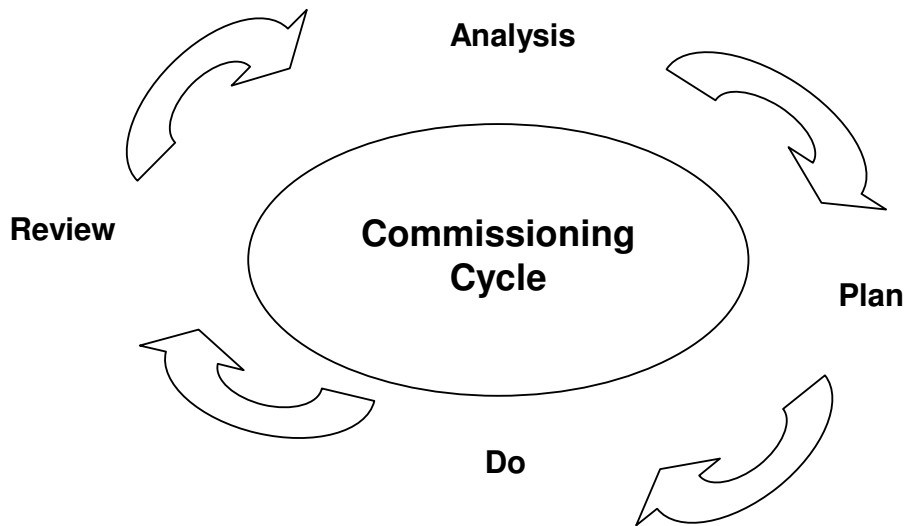 Analysis
Review
Commissioning
Cycle
Plan
Do